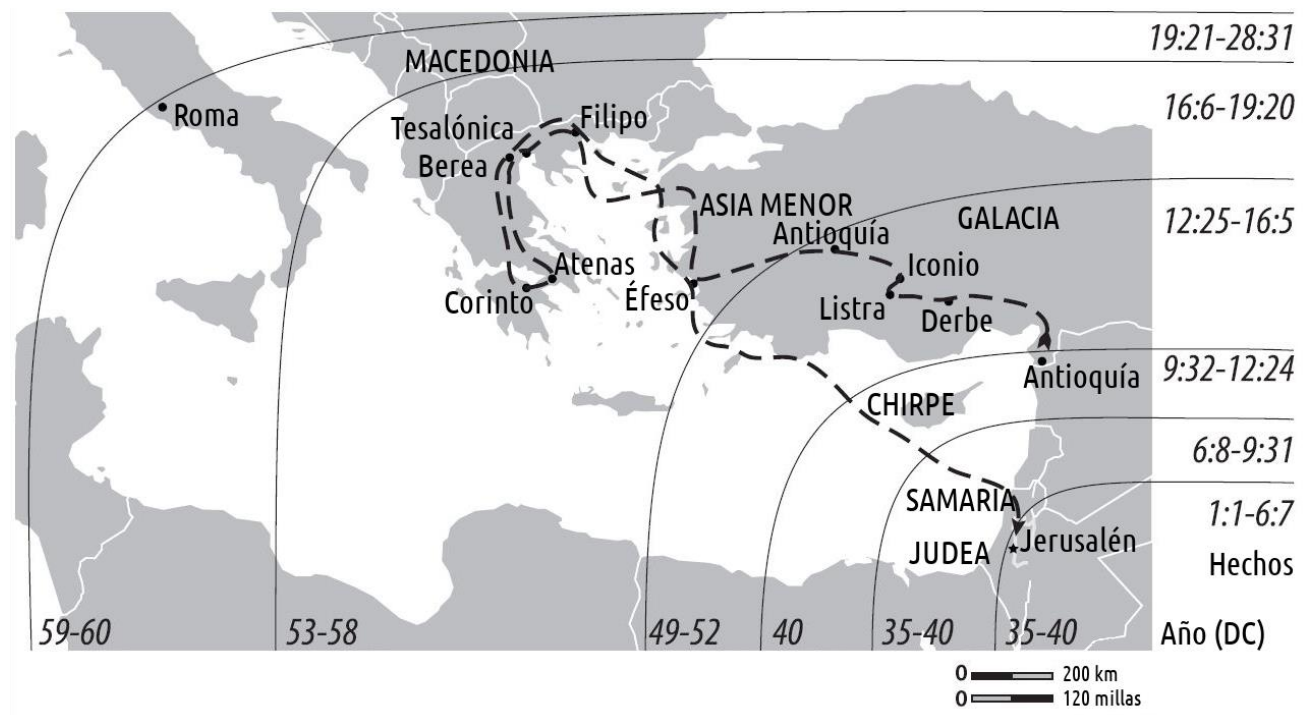 19:21-28:31
MACEDONIA
16:6-19:20
Roma
Filipo
Tesalónica
Berea
ASIA MENOR
GALACIA
12:25-16:5
Antioquía
Iconio
Atenas
Corinto
Éfeso
Listra
Derbe
Antioquía
9:32-12:24
CHIRPE
6:8-9:31
SAMARIA
1:1-6:7
JUDEA
Jerusalén
Hechos
59-60
53-58
49-52
40
35-40
35-40
Año (DC)
0 200 km
0 120 millas